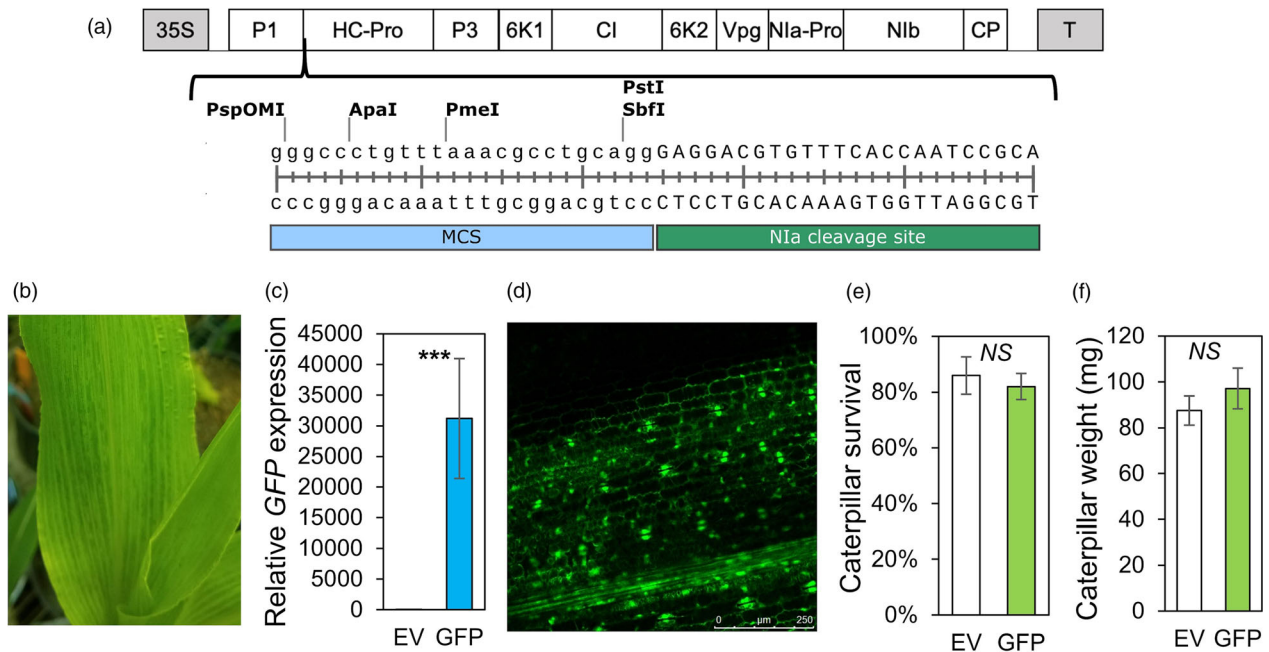 (a) 35S P1 HC-Pro P3 6K1 CI 6K2 Vpg NIa-Pro NIb CP T
PstI
PspOMI ApaI PmeI SbfI
gggccctgtttaaacgcctgcaggGAGGACGTGTTTCACCAATCCGCA
cccgggacaaatttgcggacgtccCTCCTGCACAAAGTGGTTAGGCGT
MCS NIa cleavage site
(b)
(c)
Relative GFP expression
45000
40000
35000
30000
25000
20000
15000
10000
5000
0
***
EV GFP
(d)
0 µm 250
(e)
Caterpillar survival
100%
80%
60%
40%
20%
0%
NS
EV GFP
(f)
Caterpillar weight (mg)
120
100
80
60
40
20
0
NS
EV GFP